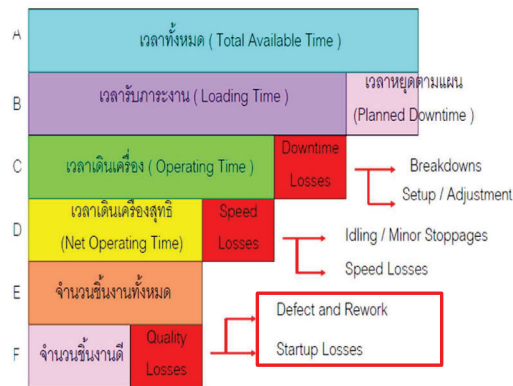 A
เวลาทั้งหมด ( Total Available Time )
B
เวลารับภาระงาน ( Loading Time )
เวลาหยุดตามแผน
(Planned Downtime )
C
เวลาเดินเครื่อง ( Operating Time )
Downtime
Losses
Breakdowns
Setup / Adjustment
D
เวลาเดินเครื่องสุทธิ
(Net Operating Time)
Speed
Losses
Idling / Minor Stoppages
Speed Losses
E
จำนวนชิ้นงานทั้งหมด
F
จำนวนชิ้นงานดี
Quality
Losses
Defect and Rework
Startup Losses